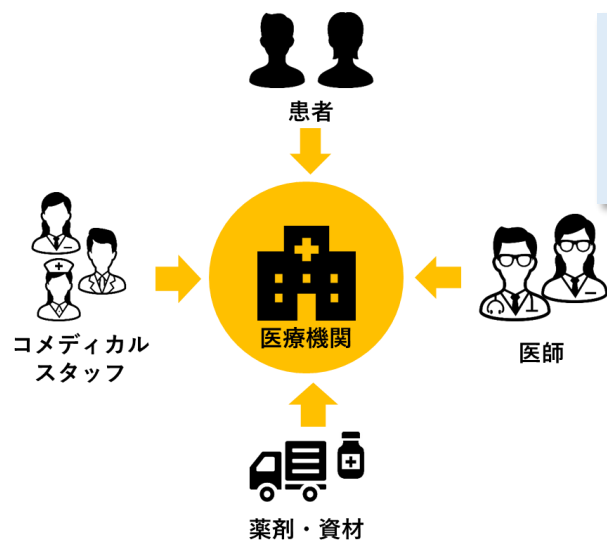 患者
医療機関
コメディカル
スタッフ
医師
薬剤・資材